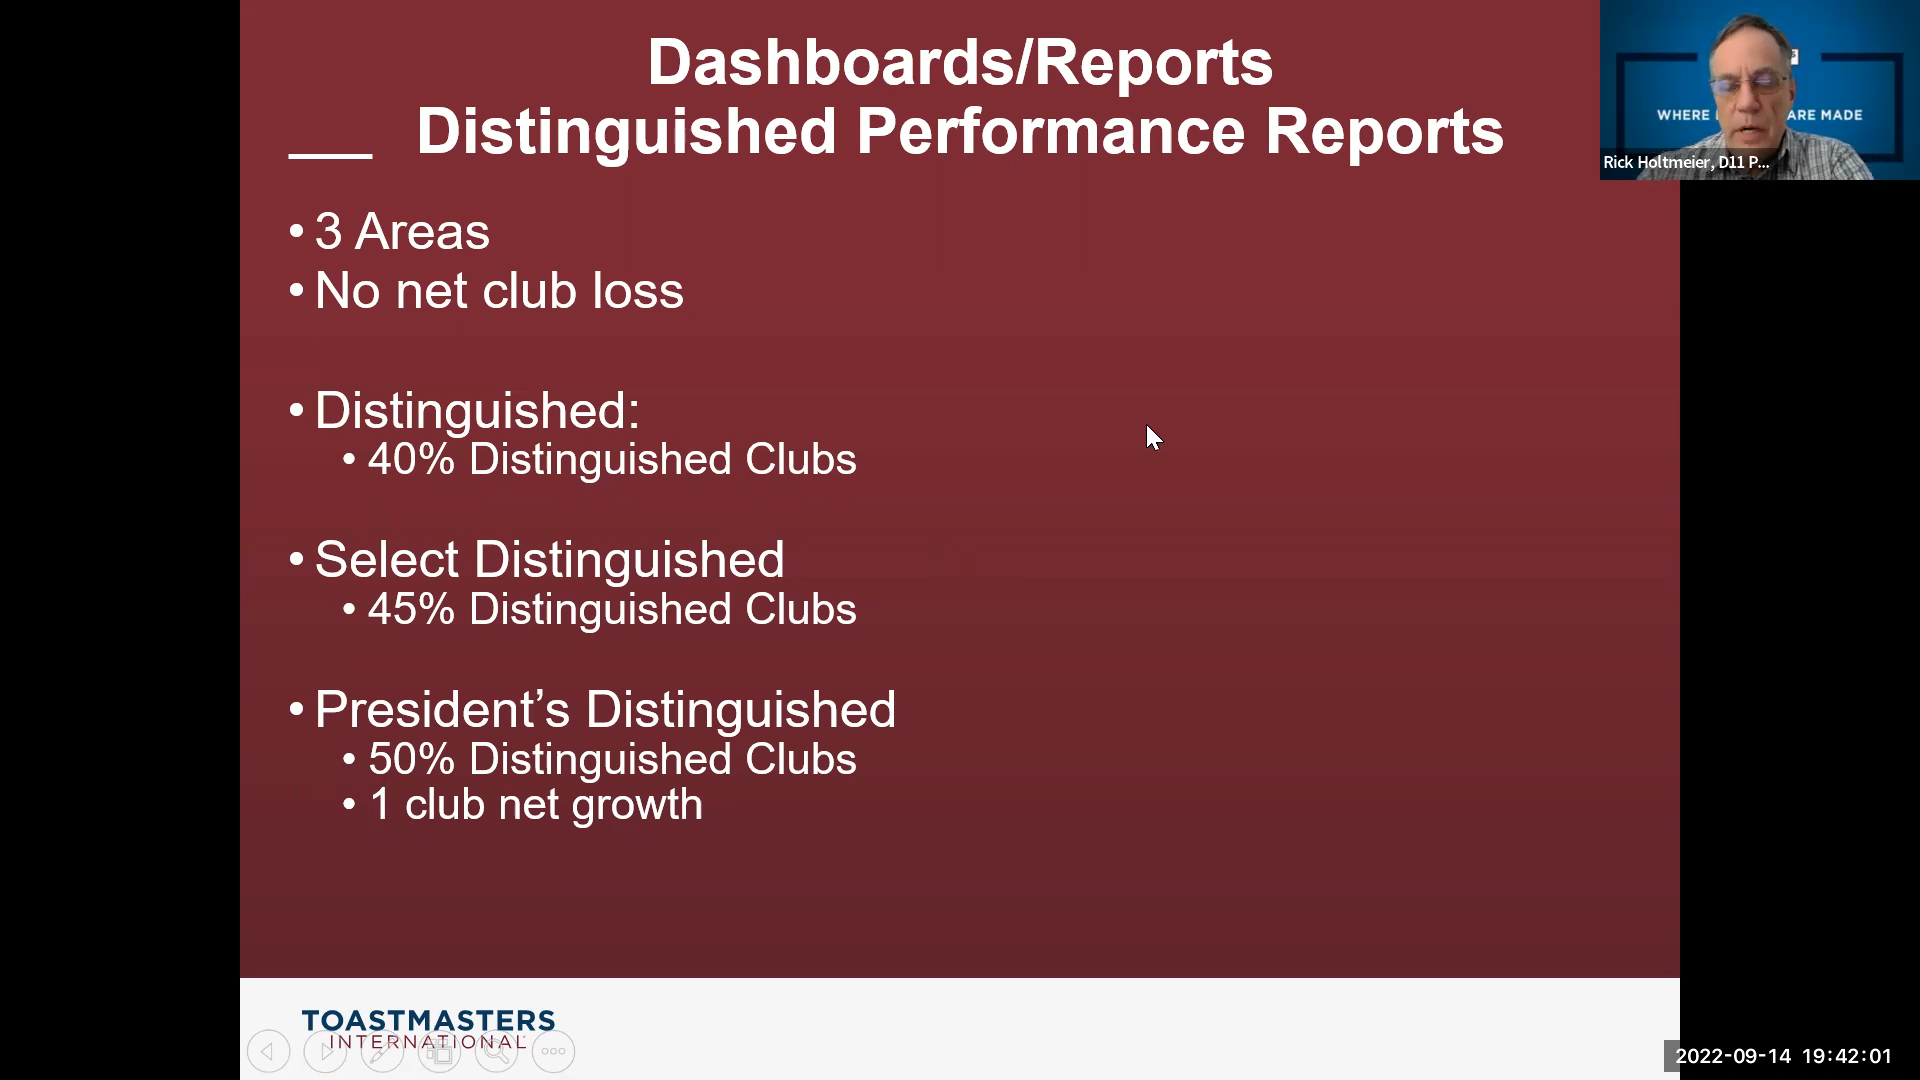 Dashboards/Reports
Distinguished Performance Reports
• 3 Areas
• No net club loss
• Distinguished:
• 40% Distinguished Clubs
• Select Distinguished
• 45% Distinguished Clubs
• President’s Distinguished
• 50% Distinguished Clubs
• 1 club net growth
WHERE ARE MADE
Rick Holtmeier, D11 P...
TOASTMASTERS
INTERNATIONAL
2022-09-14 19:42:01